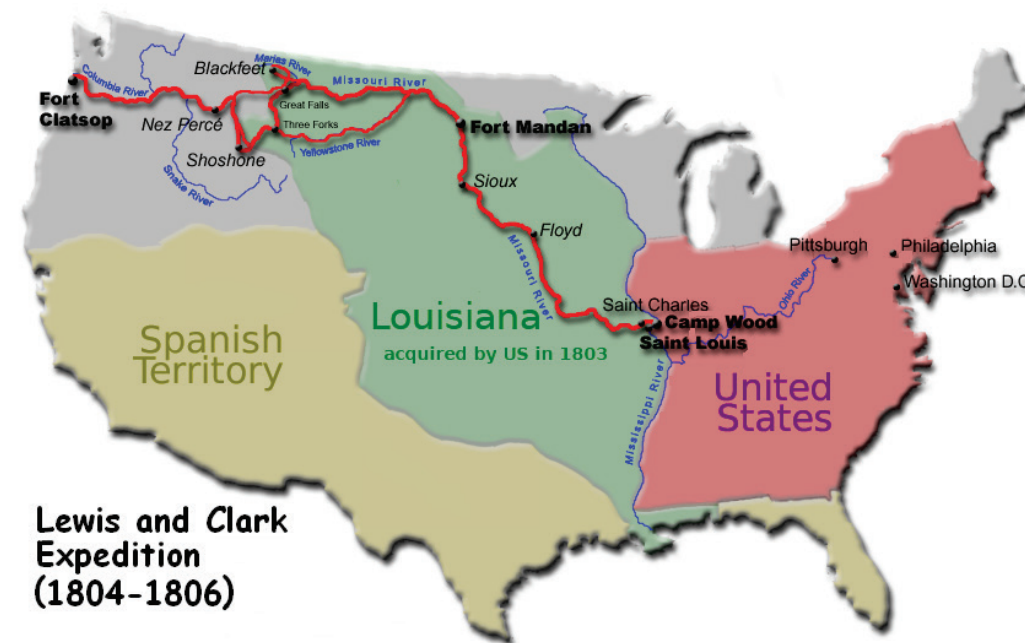 Blackfeet
Marias River
Missouri River
Columbia River
Fort
Clatsop
Great Falls
Nez Percé
Three Forks
Fort Mandan
Shoshone
Yellowstone River
Snake River
Sioux
Floyd
Missouri River
Pittsburgh
Philadelphia
Ohio River
Washington D.C
Saint Charles
Camp Wood
Saint Louis
Louisiana
acquired by US in 1803
Spanish
Territory
Mississippi River
United
States
Lewis and Clark
Expedition
(1804-1806)